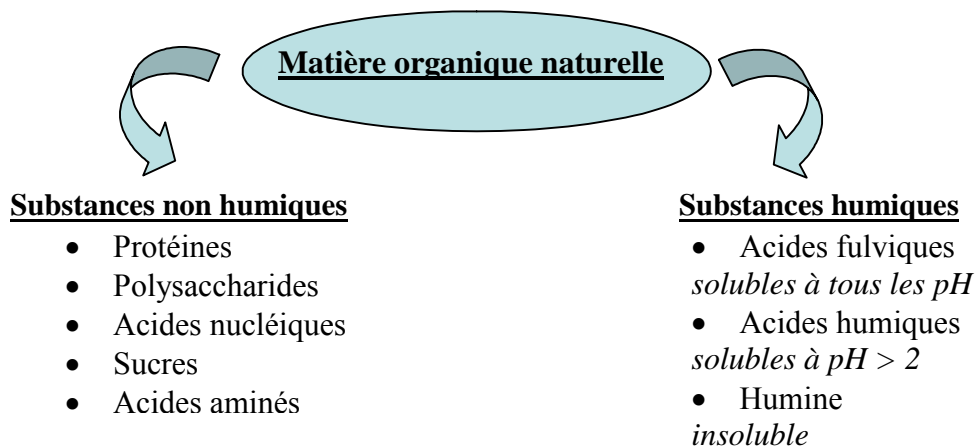 Matière organique naturelle
Substances non humiques
• Protéines
• Polysaccharides
• Acides nucléiques
• Sucres
• Acides aminés
Substances humiques
• Acides fulviques
solubles à tous les pH
• Acides humiques
solubles à pH > 2
• Humine
insoluble